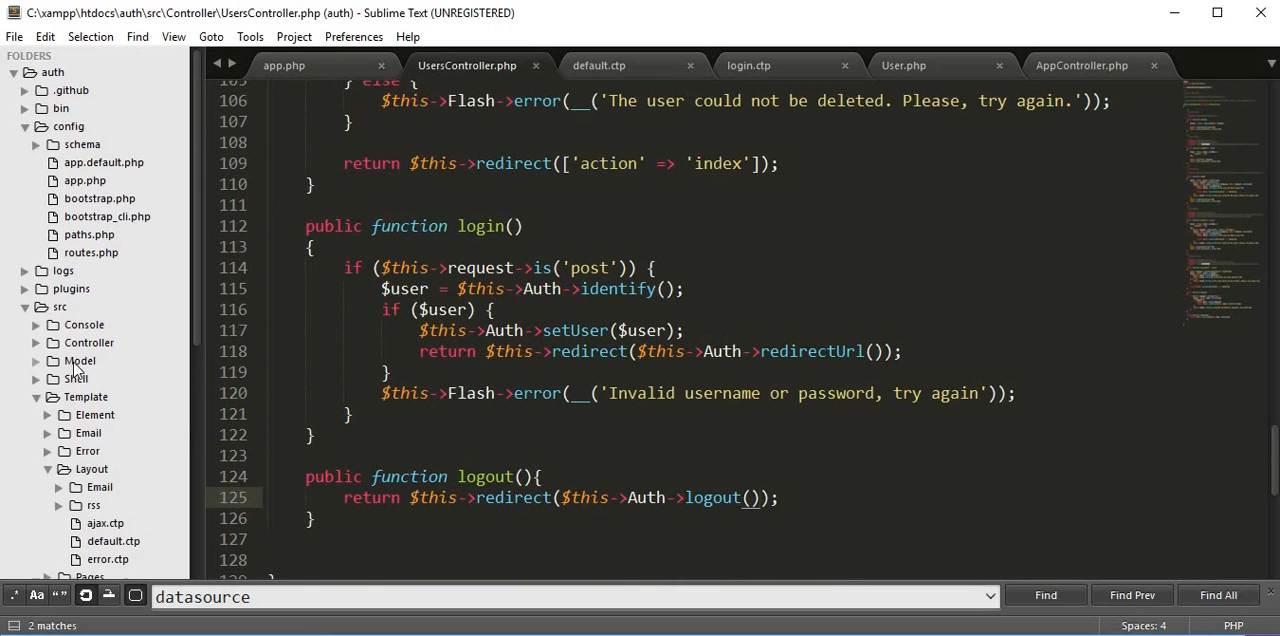 C:\xampp\htdocs\auth\src\Controller\UsersController.php (auth) - Sublime Text (UNREGISTERED)
File Edit Selection Find View Goto Tools Project Preferences Help
FOLDERS
auth
.github
bin
config
schema
app.default.php
app.php
bootstrap.php
bootstrap_cli.php
paths.php
routes.php
logs
plugins
src
Console
Controller
Model
Shell
Template
Element
Email
Error
Layout
Email
rss
ajax.ctp
default.ctp
error.ctp
Pages
app.php UsersController.php default.ctp login.ctp User.php AppController.php
105 } else {
106 $this->Flash->error(__('The user could not be deleted. Please, try again.'));
107 }
108
109 return $this->redirect(['action' => 'index']);
110 }
111
112 public function login()
113 {
114 if ($this->request->is('post')) {
115 $user = $this->Auth->identify();
116 if ($user) {
117 $this->Auth->setUser($user);
118 return $this->redirect($this->Auth->redirectUrl());
119 }
120 $this->Flash->error(__('Invalid username or password, try again'));
121 }
122 }
123
124 public function logout(){
125 return $this->redirect($this->Auth->logout());
126 }
127
128
129 }
.* Aa “” datasource Find Find Prev Find All
2 matches Spaces: 4 PHP